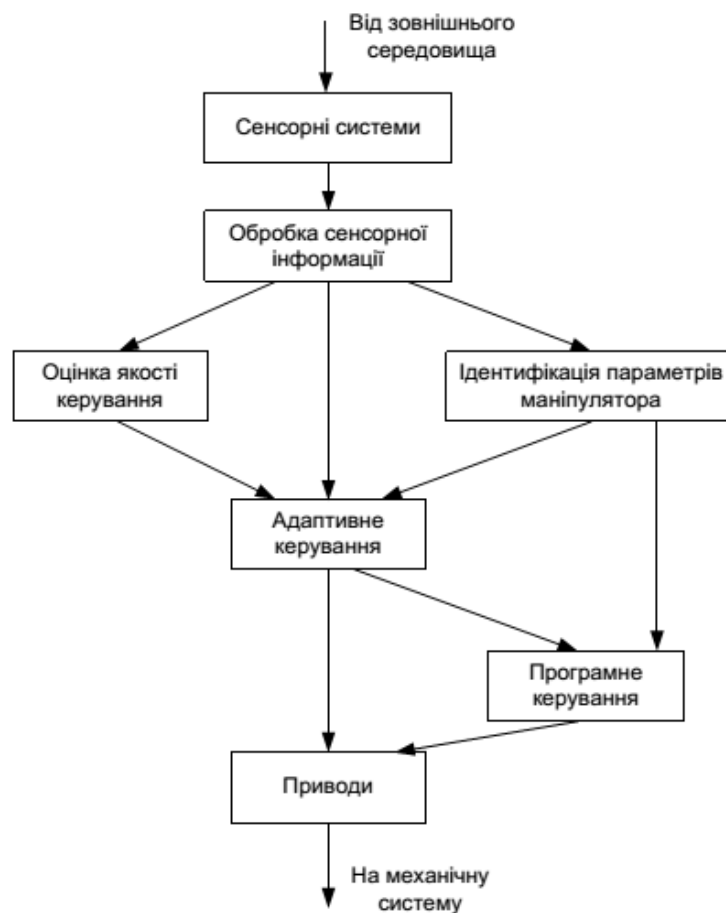 Від зовнішнього
середовища
Сенсорні системи
Обробка сенсорної
інформації
Оцінка якості
керування
Ідентифікація параметрів
маніпулятора
Адаптивне
керування
Програмне
керування
Приводи
На механічну
систему